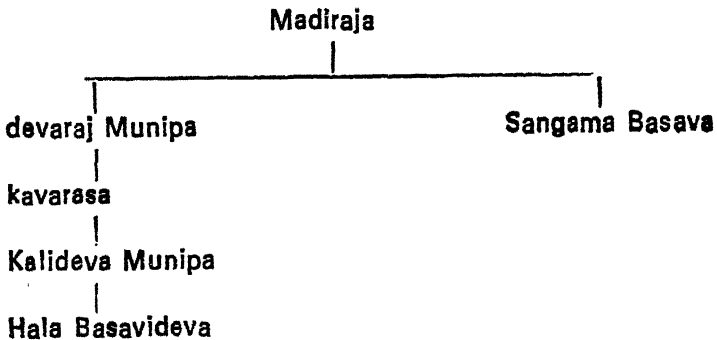 Madiraja
devaraj Munipa
Sangama Basava
kavarasa
Kalideva Munipa
Hala Basavideva